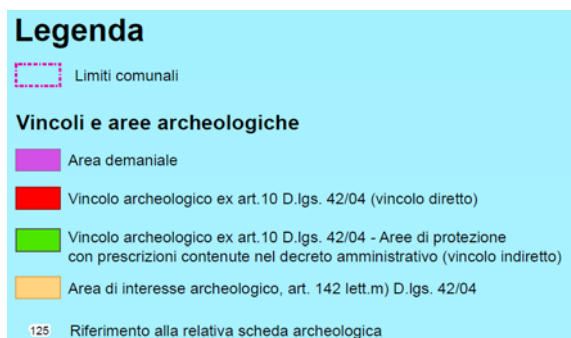 Legenda
Limiti comunali
Vincoli e aree archeologiche
Area demaniale
Vincolo archeologico ex art.10 D.lgs. 42/04 (vincolo diretto)
Vincolo archeologico ex art.10 D.lgs. 42/04 - Aree di protezione
con prescrizioni contenute nel decreto amministrativo (vincolo indiretto)
Area di interesse archeologico, art. 142 lett.m) D.lgs. 42/04
125 Riferimento alla relativa scheda archeologica